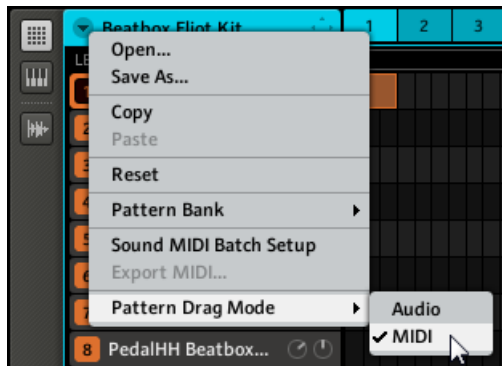 Beatbox Eliot Kit
1 2 3
Open...
Save As...
Copy
Paste
Reset
Pattern Bank
Sound MIDI Batch Setup
Export MIDI...
Pattern Drag Mode
Audio
MIDI
8 PedalHH Beatbox...